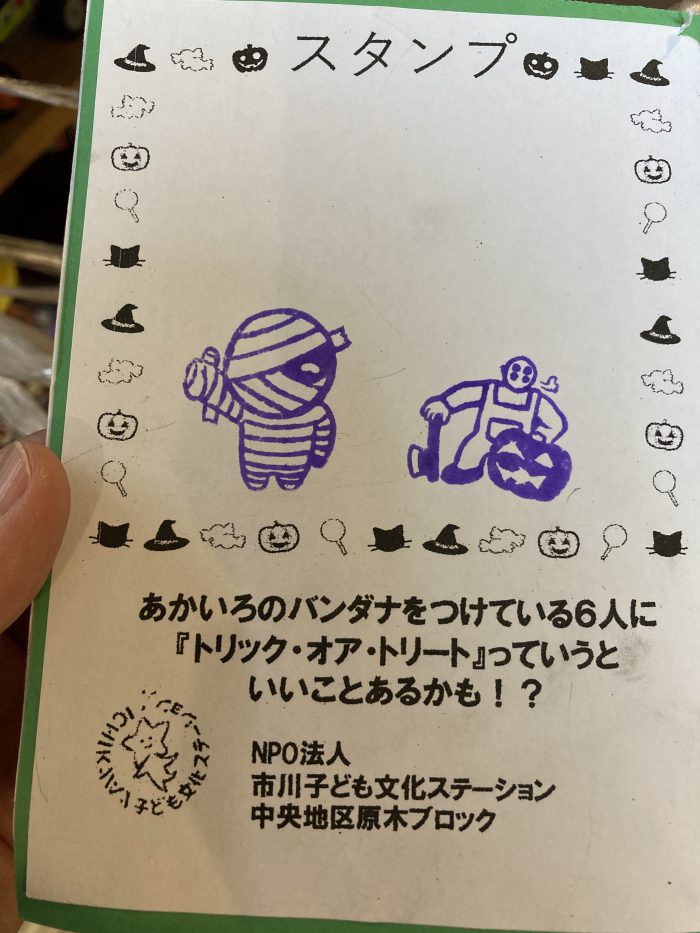 スタンプ
あかいろのバンダナをつけている6人に
『トリック・オア・トリート』っていうと
いいことあるかも！？
NPO法人
市川子ども文化ステーション
中央地区原木ブロック